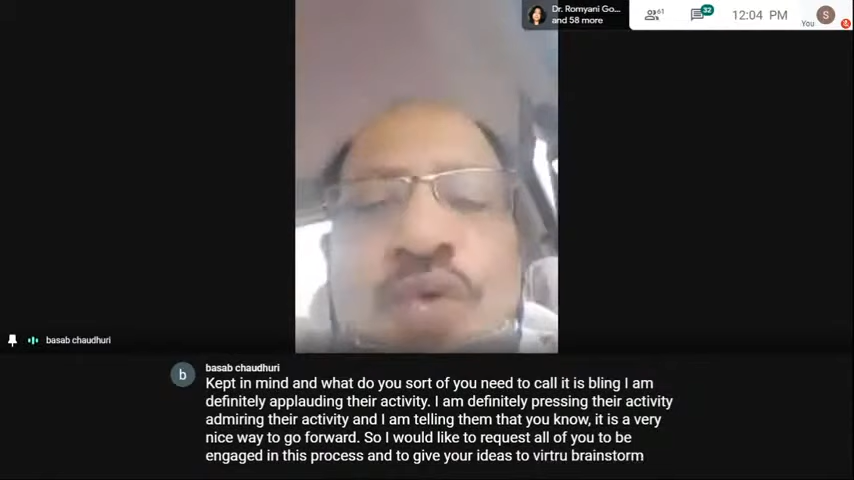 Dr. Romyani Go...
and 58 more
61
32
12:04 PM
You
S
basab chaudhuri
b
basab chaudhuri
Kept in mind and what do you sort of you need to call it is bling I am
definitely applauding their activity. I am definitely pressing their activity
admiring their activity and I am telling them that you know, it is a very
nice way to go forward. So I would like to request all of you to be
engaged in this process and to give your ideas to virtru brainstorm